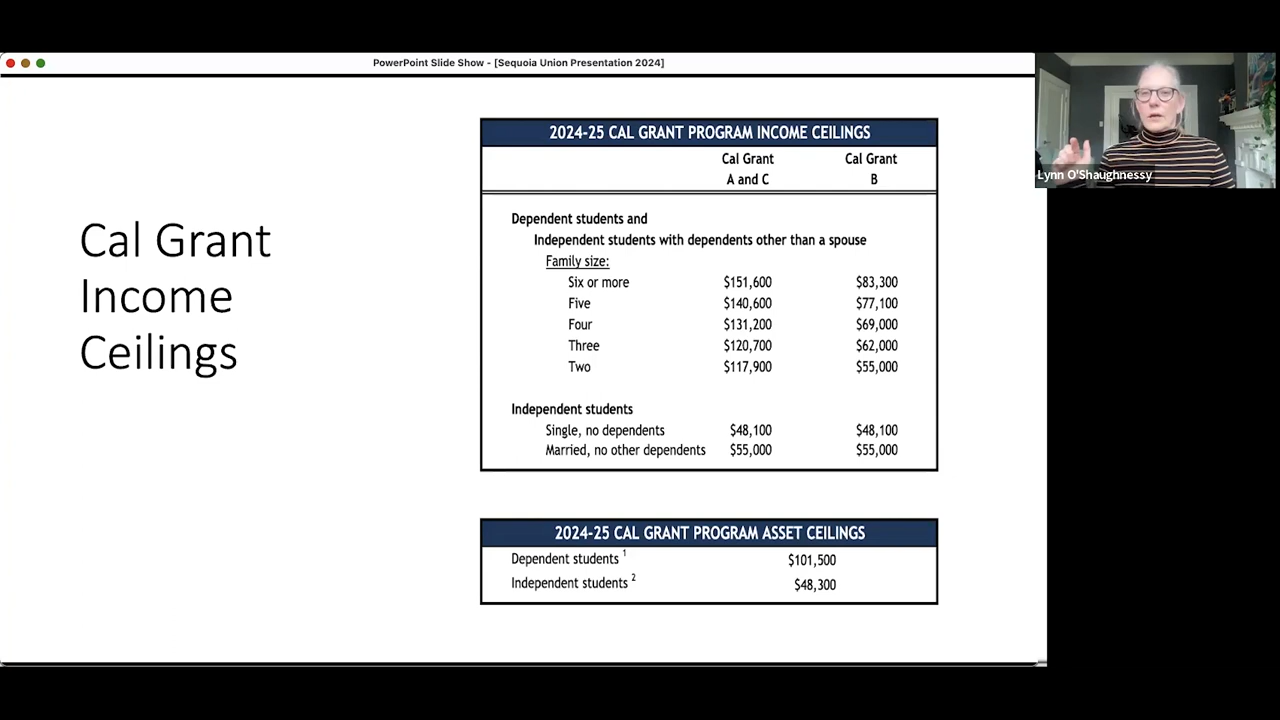 PowerPoint Slide Show - [Sequoia Union Presentation 2024]
Lynn O'Shaughnessy
Cal Grant
Income
Ceilings
2024-25 CAL GRANT PROGRAM INCOME CEILINGS
Cal Grant Cal Grant
A and C B
Dependent students and
Independent students with dependents other than a spouse
Family size:
Six or more $151,600 $83,300
Five $140,600 $77,100
Four $131,200 $69,000
Three $120,700 $62,000
Two $117,900 $55,000
Independent students
Single, no dependents $48,100 $48,100
Married, no other dependents $55,000 $55,000
2024-25 CAL GRANT PROGRAM ASSET CEILINGS
Dependent students 1 $101,500
Independent students 2 $48,300